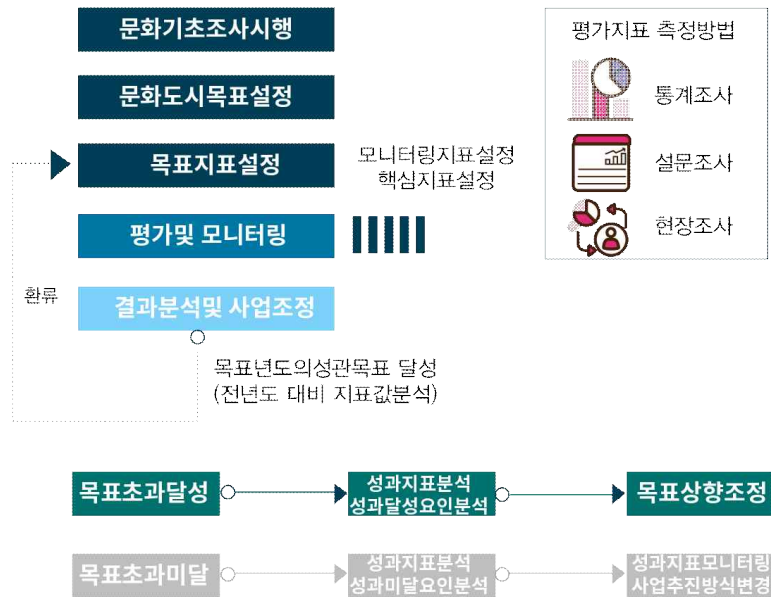 문화기초조사시행
문화도시목표설정
목표지표설정
모니터링지표설정
핵심지표설정
평가및 모니터링
환류
결과분석및 사업조정
목표년도의성관목표 달성
(전년도 대비 지표값분석)
평가지표 측정방법
통계조사
설문조사
현장조사
목표초과달성
성과지표분석
성과달성요인분석
목표상향조정
목표초과미달
성과지표분석
성과미달요인분석
성과지표모니터링
사업추진방식변경